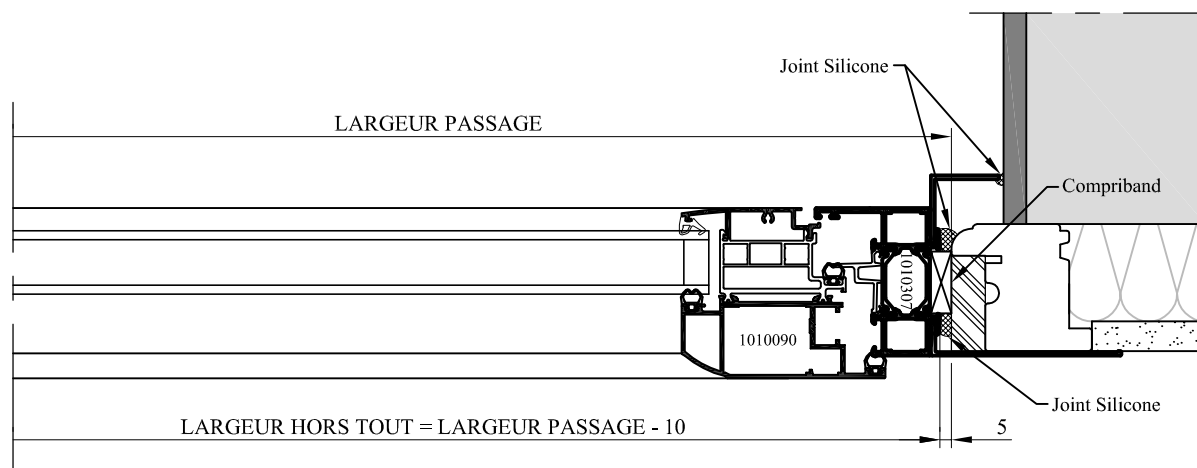 Joint Silicone
LARGEUR PASSAGE
Compriband
1010307
1010090
Joint Silicone
LARGEUR HORS TOUT = LARGEUR PASSAGE - 10
5